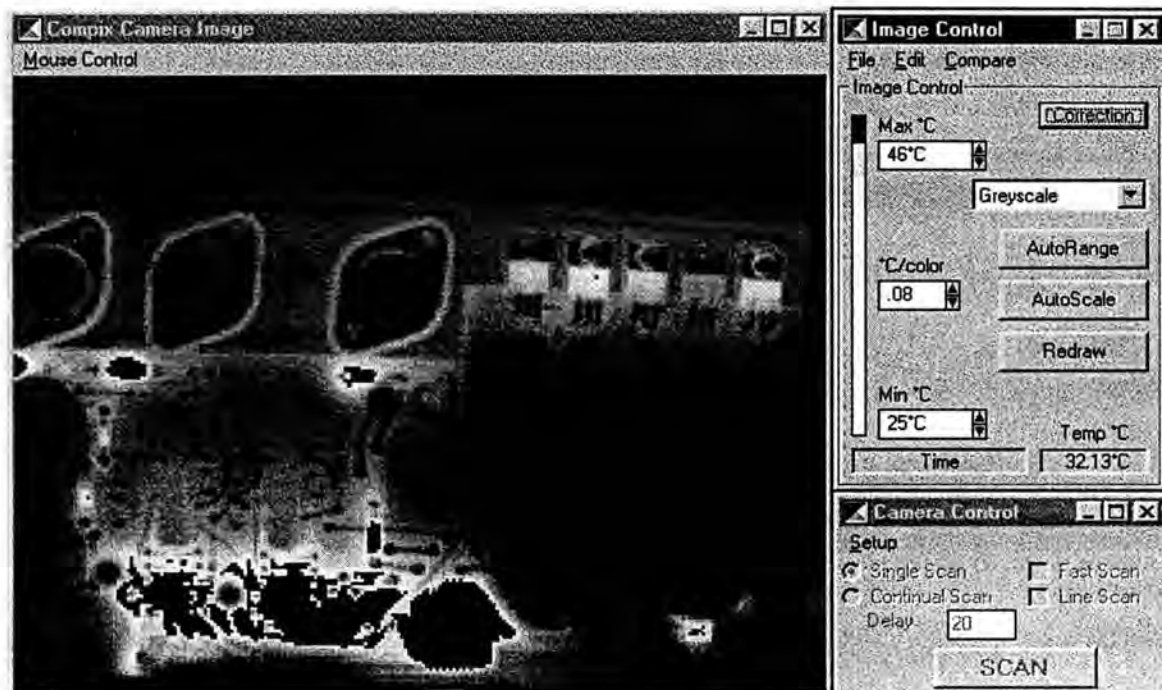 Compix Camera Image
Mouse Control
Image Control
File Edit Compare
Image Control
Correction
Max °C
46°C
Greyscale
AutoRange
°C/color
.08
AutoScale
Redraw
Min °C
25°C
Temp °C
Time
32.13°C
Camera Control
Setup
Single Scan
Fast Scan
Continual Scan
Line Scan
Delay
20
SCAN